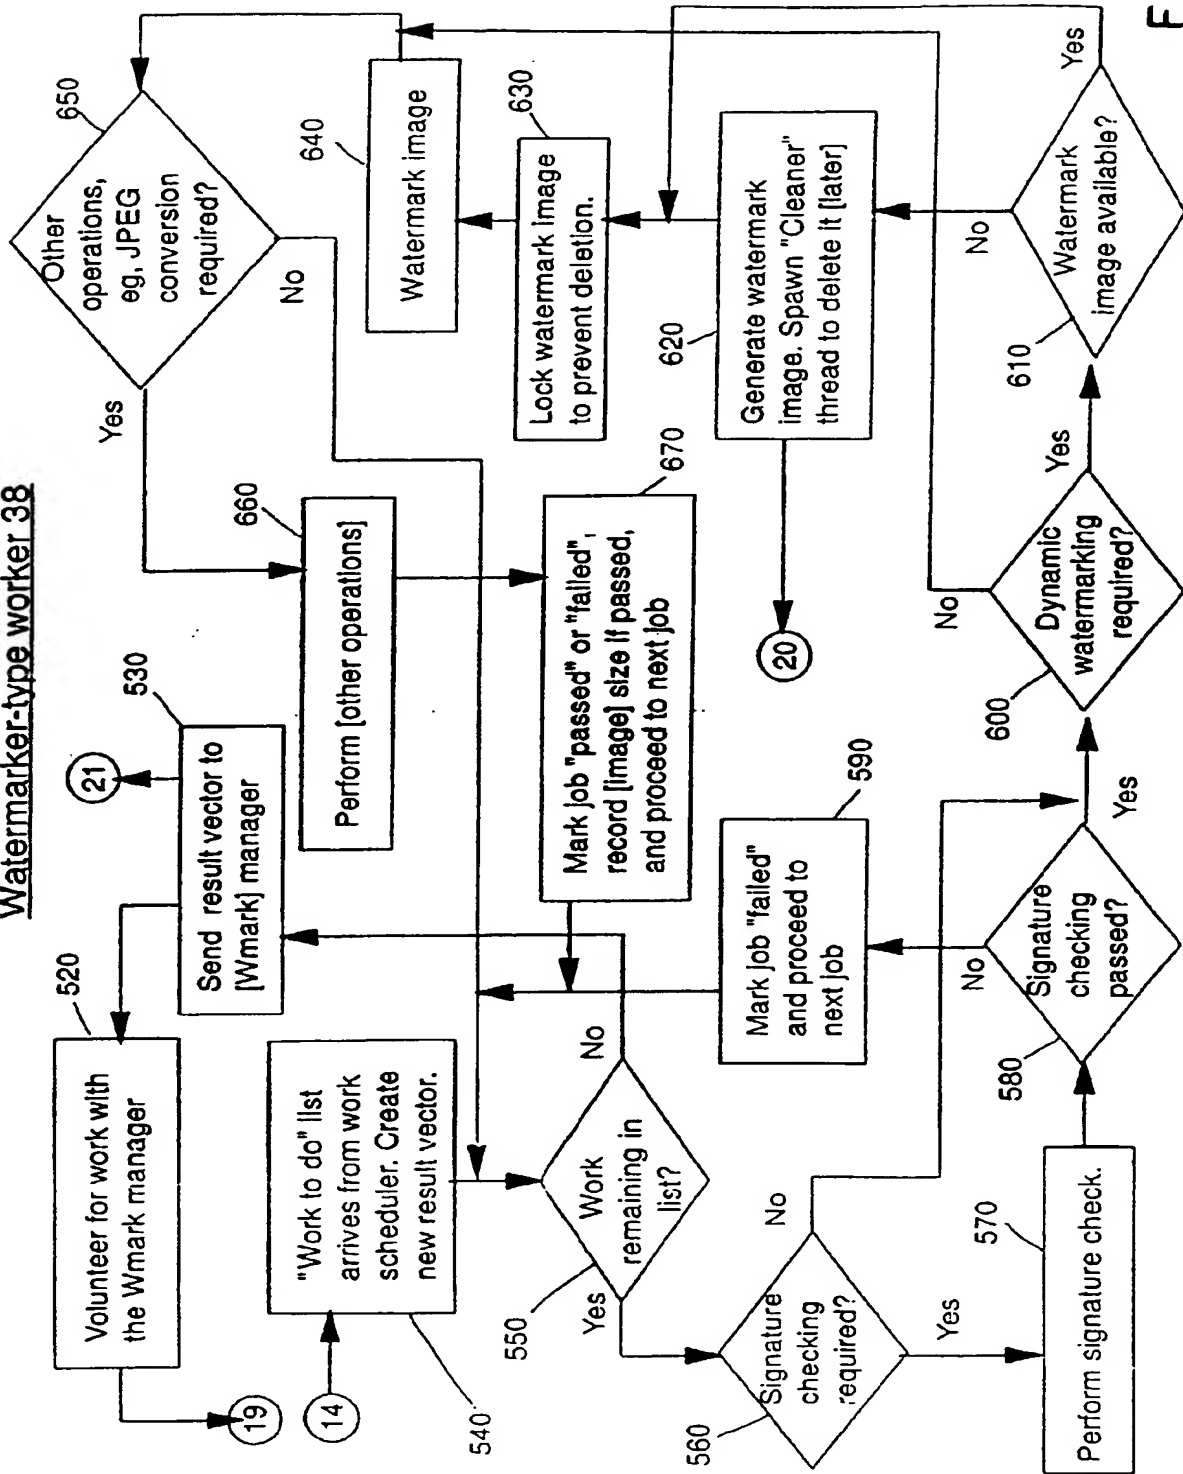 Watermarker-type worker 38
520
Volunteer for work with
the Wmark manager
19
530
Send result vector to
[Wmark] manager
21
14
540
"Work to do" list
arrives from work
scheduler. Create
new result vector.
550
Work
remaining in
list?
Yes
No
560
Signature
checking
required?
Yes
No
570
Perform signature check.
580
Signature
checking
passed?
No
Yes
590
Mark job "failed"
and proceed to
next job
600
Dynamic
watermarking
required?
No
Yes
610
Watermark
image available?
No
Yes
620
Generate watermark
image. Spawn "Cleaner"
thread to delete it [later]
20
630
Lock watermark image
to prevent deletion.
640
Watermark image
650
Other
operations,
eg, JPEG
conversion
required?
Yes
No
660
Perform [other operations]
670
Mark job "passed" or "failed",
record [image] size if passed,
and proceed to next job